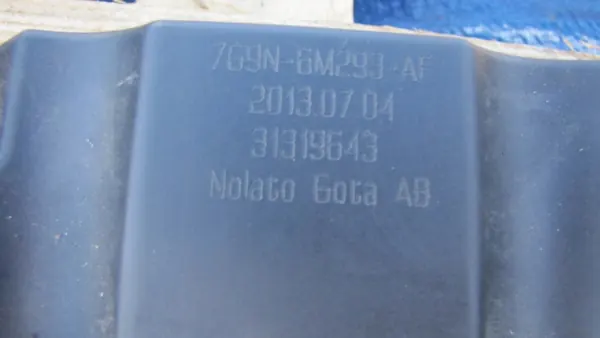 7G9N-6M293-AF
2013.07.04
31319643
Nolato Gota AB